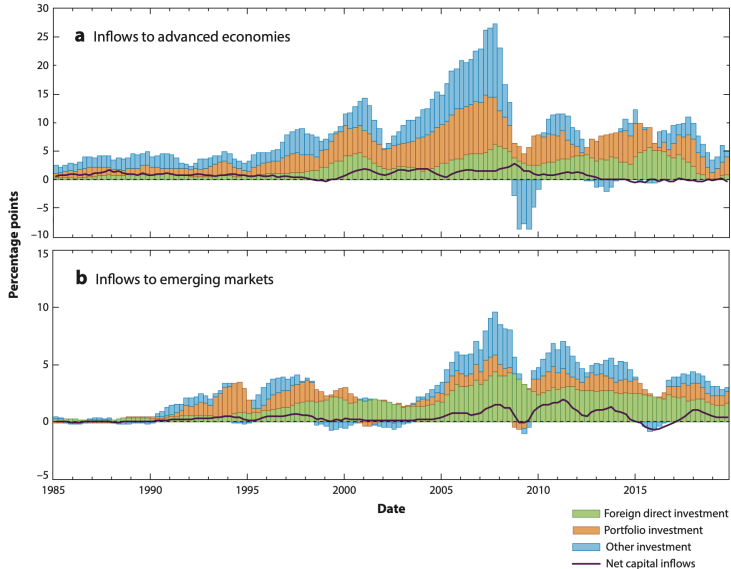 30
a Inflows to advanced economies
25
20
15
10
5
0
−5
−10
Percentage points
15
b Inflows to emerging markets
10
5
0
−5
1985 1990 1995 2000 2005 2010 2015
Date
Foreign direct investment
Portfolio investment
Other investment
Net capital inflows